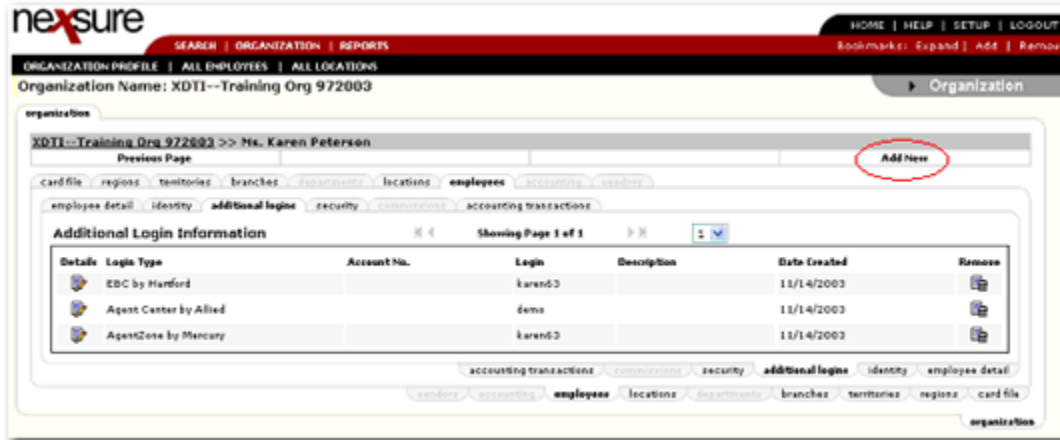 nexsure
HOME | HELP | SETUP | LOGOUT
SEARCH | ORGANIZATION | REPORTS
Bookmarks: Expand | Add | Remov
ORGANIZATION PROFILE | ALL EMPLOYEES | ALL LOCATIONS
Organization Name: XDTI--Training Org 972003
Organization
organization
XDTI--Training Org 972003 >> Ms. Karen Peterson
Previous Page Add New
card file regions territories branches departments locations employees accounting vendors
employee detail identity additional logins security commissions accounting transactions
Additional Login Information Showing Page 1 of 1 1
Details Login Type Account No. Login Description Date Created Remove
EBC by Hartford karen63 11/14/2003
Agent Center by Allied demo 11/14/2003
AgentZone by Mercury karen63 11/14/2003
accounting transactions commissions security additional logins identity employee detail
vendors accounting employees locations departments branches territories regions card file
organization